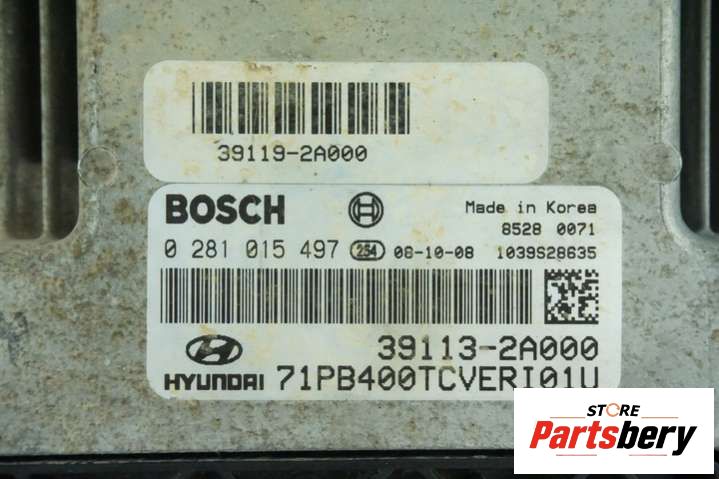 39119-2A000
BOSCH
Made in Korea
8528 0071
0 281 015 497 254 08-10-08 1039S28635
39113-2A000
HYUNDAI 71PB400TCVERI01U
STORE
Partsbery